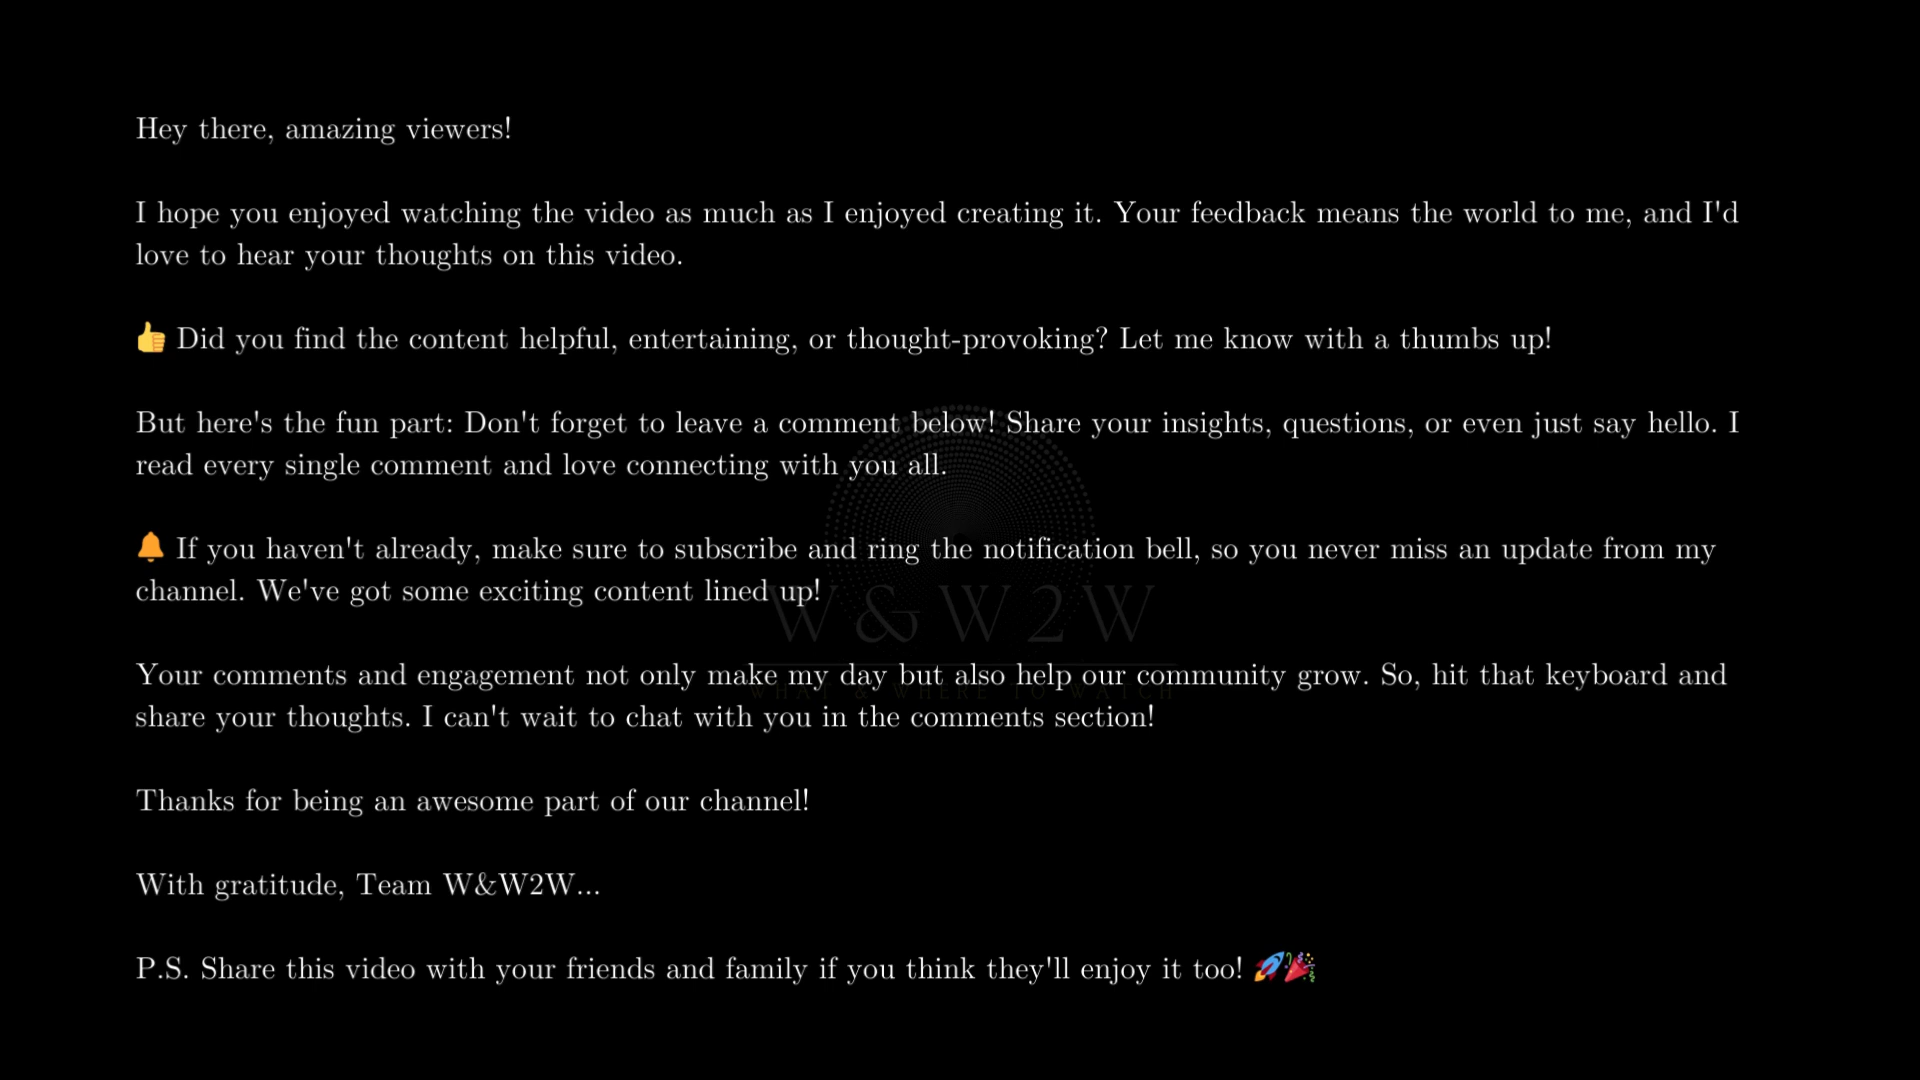 Hey there, amazing viewers!
I hope you enjoyed watching the video as much as I enjoyed creating it. Your feedback means the world to me, and I'd
love to hear your thoughts on this video.
👍 Did you find the content helpful, entertaining, or thought-provoking? Let me know with a thumbs up!
But here's the fun part: Don't forget to leave a comment below! Share your insights, questions, or even just say hello. I
read every single comment and love connecting with you all.
🔔 If you haven't already, make sure to subscribe and ring the notification bell, so you never miss an update from my
channel. We've got some exciting content lined up!
W&W2W
Your comments and engagement not only make my day but also help our community grow. So, hit that keyboard and
WHAT & WHERE TO WATCH
share your thoughts. I can't wait to chat with you in the comments section!
Thanks for being an awesome part of our channel!
With gratitude, Team W&W2W...
P.S. Share this video with your friends and family if you think they'll enjoy it too! 🚀🎉